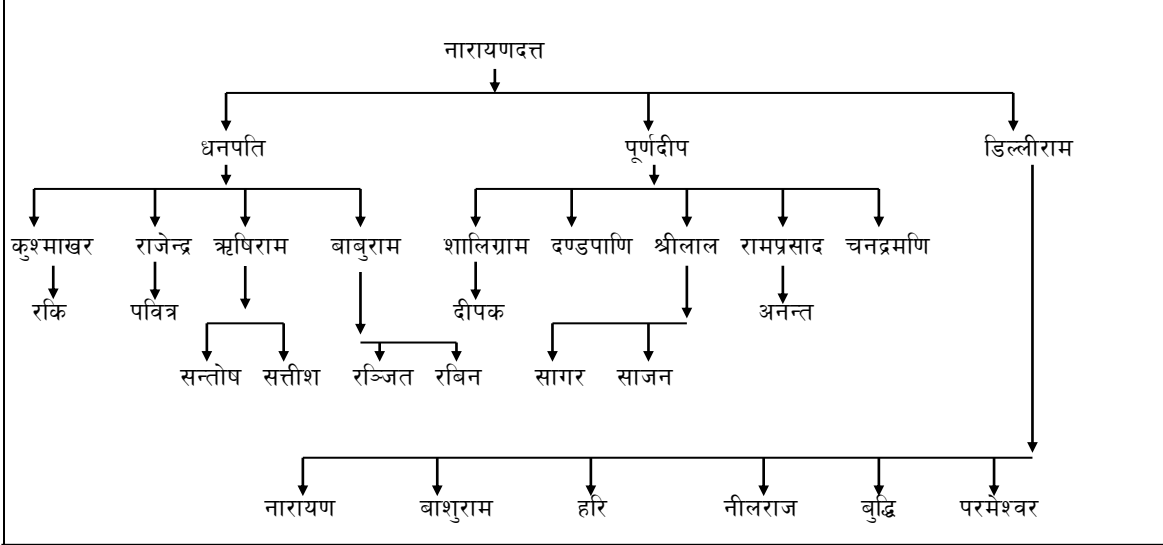 नारायणदत्त
धनपति पूर्णदीप डिल्लीराम
कुश्माखर राजेन्द्र ऋषिराम बाबुराम शालिग्राम दण्डपाणि श्रीलाल रामप्रसाद चनद्रमणि
रकि पवित्र दीपक अनन्त
सन्तोष सत्तीश रञ्जित रबिन सागर साजन
नारायण बाशुराम हरि नीलराज बुद्धि परमेश्वर